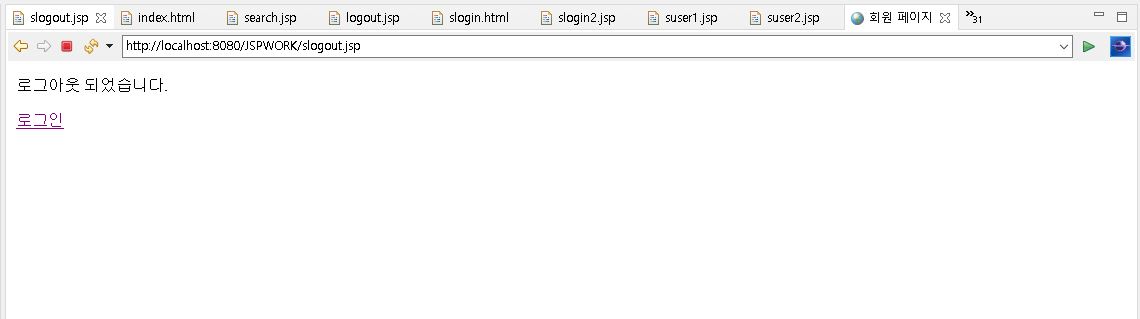 slogout.jsp index.html search.jsp logout.jsp slogin.html slogin2.jsp suser1.jsp suser2.jsp 회원 페이지 »31
http://localhost:8080/JSPWORK/slogout.jsp
로그아웃 되었습니다.
로그인